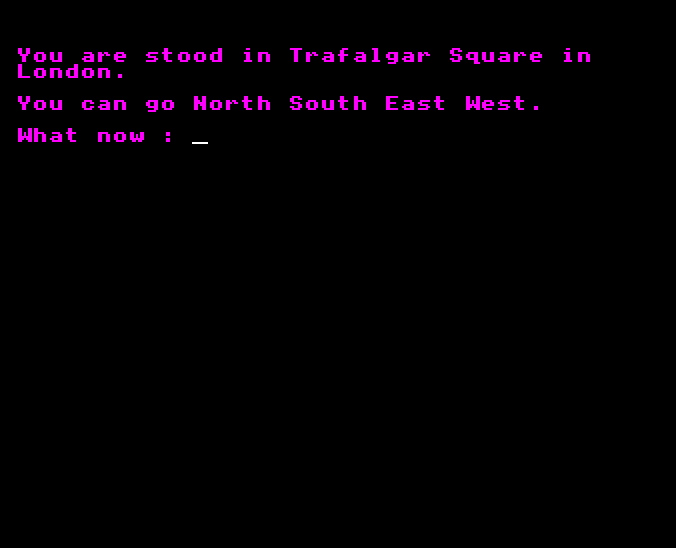 You are stood in Trafalgar Square in
London.
You can go North South East West.
What now : _